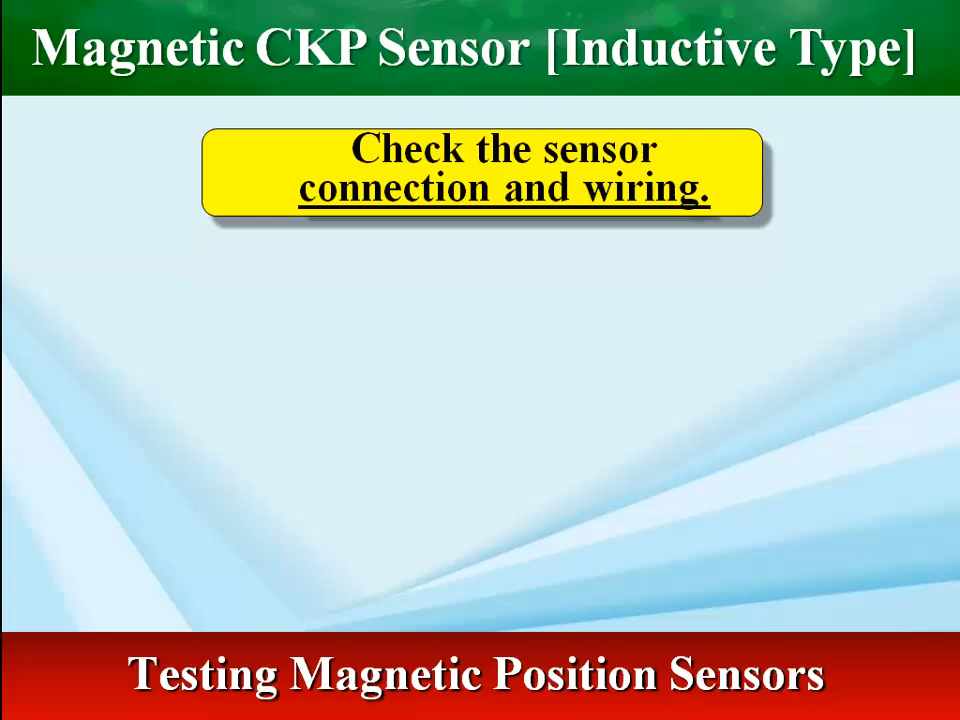 Magnetic CKP Sensor [Inductive Type]
Check the sensor
connection and wiring.
Testing Magnetic Position Sensors